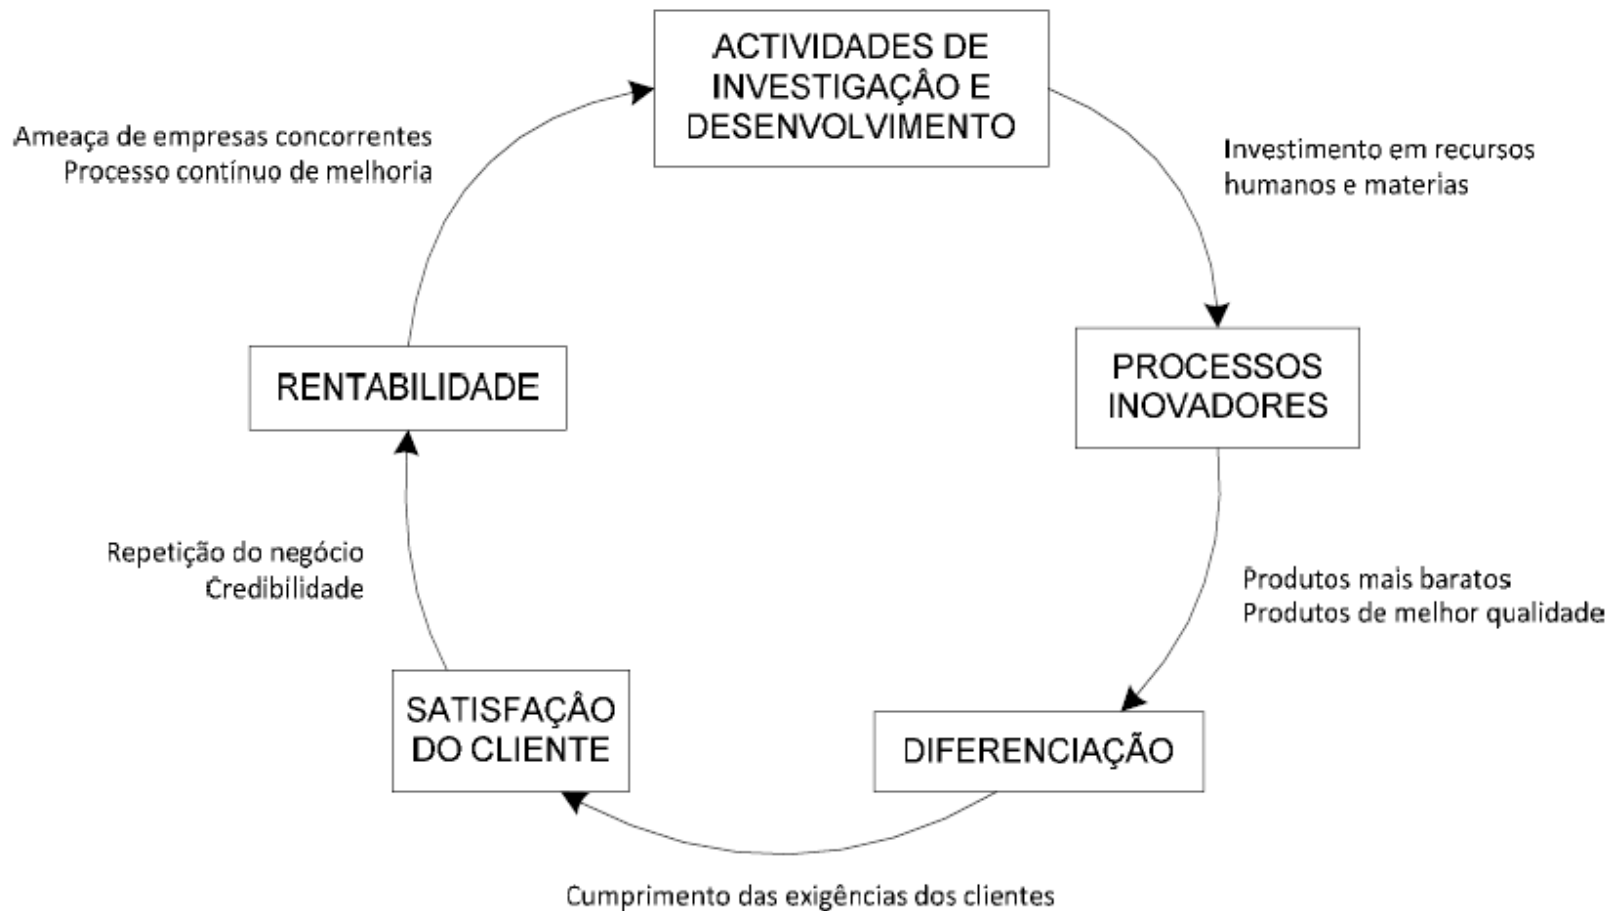 ACTIVIDADES DE
INVESTIGAÇÂO E
DESENVOLVIMENTO
Ameaça de empresas concorrentes
Processo contínuo de melhoria
Investimento em recursos
humanos e materias
PROCESSOS
INOVADORES
RENTABILIDADE
Repetição do negócio
Credibilidade
Produtos mais baratos
Produtos de melhor qualidade
SATISFAÇÂO
DO CLIENTE
DIFERENCIAÇÃO
Cumprimento das exigências dos clientes